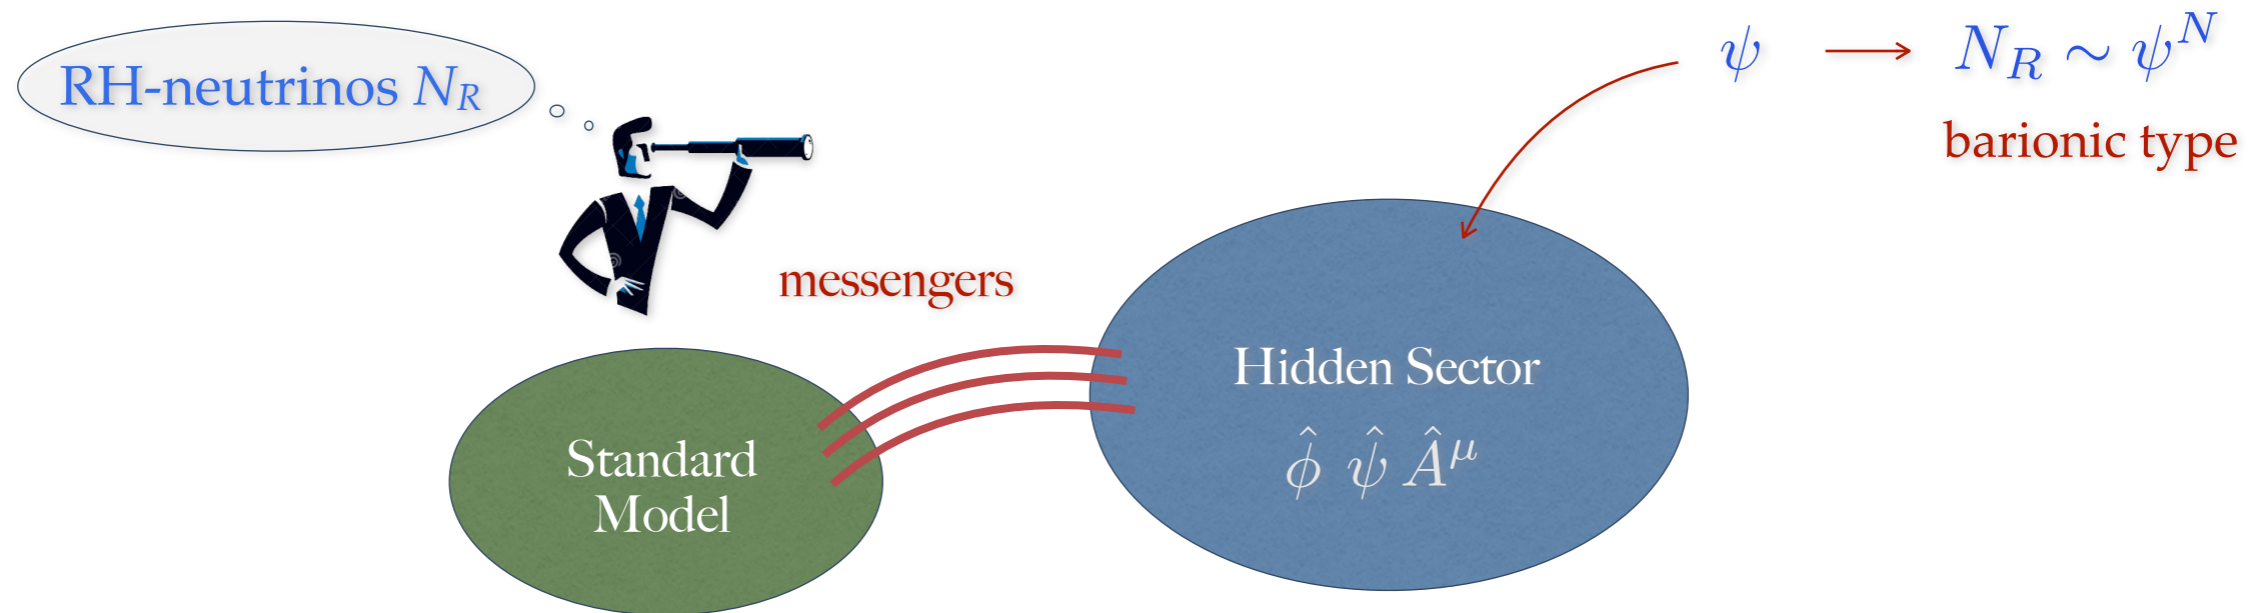 RH-neutrinos N_R
ψ → N_R ∼ ψ^N
barionic type
messengers
Hidden Sector
ϕ̂ ψ̂ Â^μ
Standard
Model